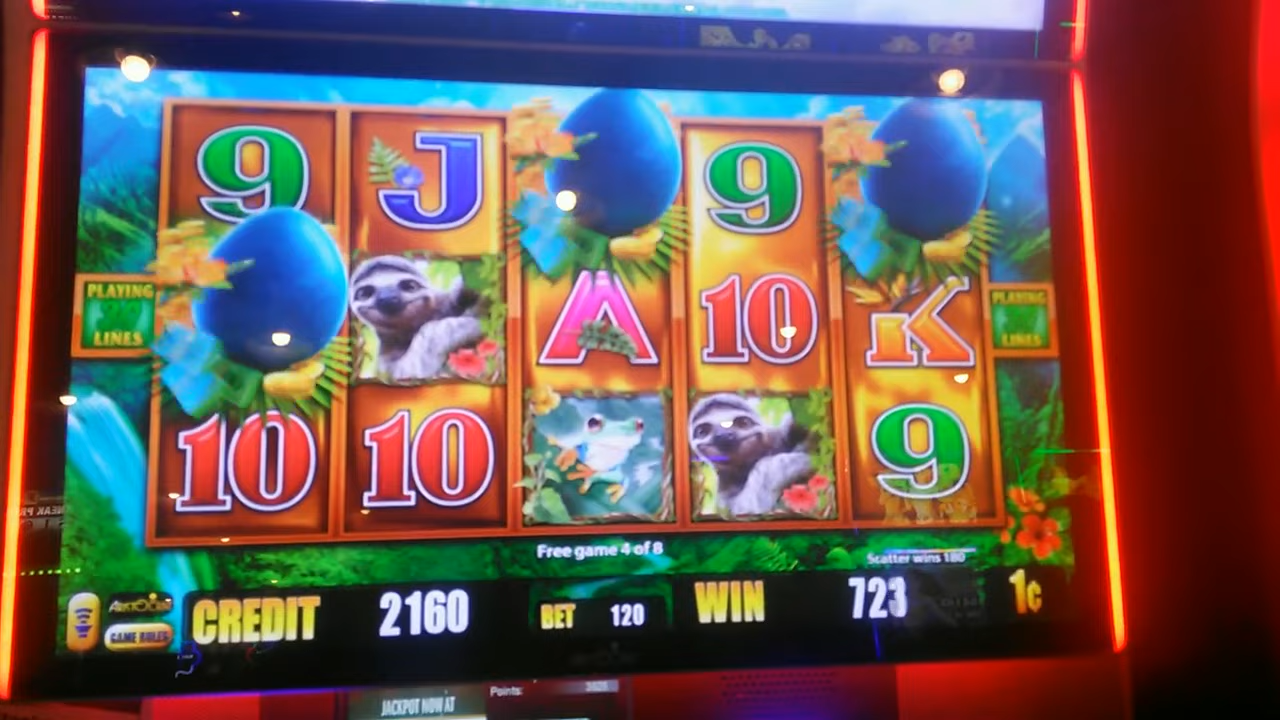 9 J 9
PLAYING
LINES
A 10 K
PLAYING
LINES
10 10 9
Free game 4 of 8
Scatter wins 180
ARISTOCRAT
GAME RULES
CREDIT 2160 BET 120 WIN 723 1¢
JACKPOT NOW AT
Points: